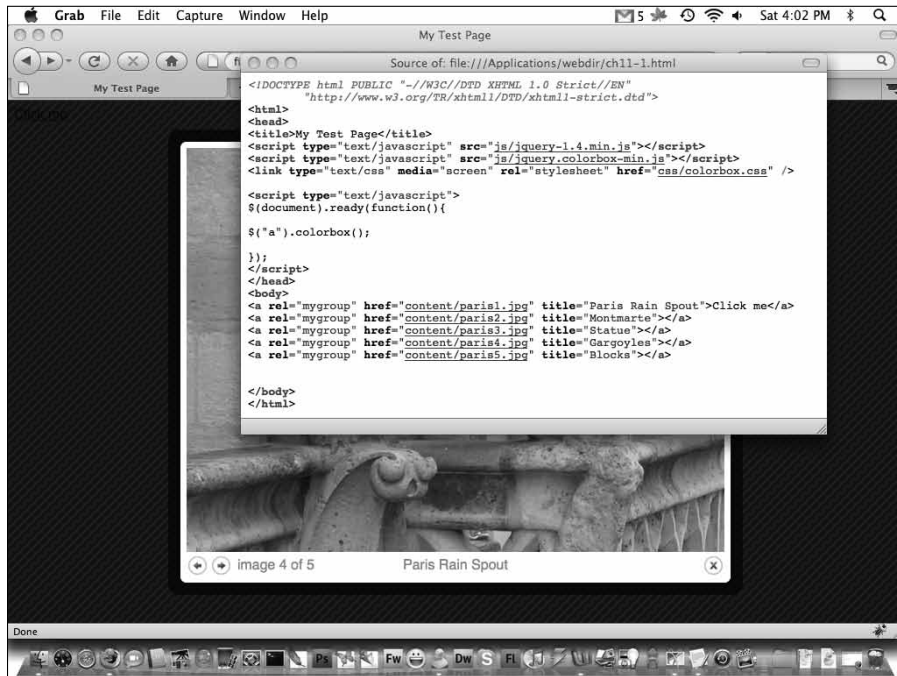 Grab File Edit Capture Window Help 5 Sat 4:02 PM
My Test Page
My Test Page
Source of: file:///Applications/webdir/ch11-1.html
<!DOCTYPE html PUBLIC "-//W3C//DTD XHTML 1.0 Strict//EN"
"http://www.w3.org/TR/xhtml1/DTD/xhtml1-strict.dtd">
<html>
<head>
<title>My Test Page</title>
<script type="text/javascript" src="js/jquery-1.4.min.js"></script>
<script type="text/javascript" src="js/jquery.colorbox-min.js"></script>
<link type="text/css" media="screen" rel="stylesheet" href="css/colorbox.css" />
<script type="text/javascript">
$(document).ready(function(){
$("a").colorbox();
});
</script>
</head>
<body>
<a rel="mygroup" href="content/paris1.jpg" title="Paris Rain Spout">Click me</a>
<a rel="mygroup" href="content/paris2.jpg" title="Montmarte"></a>
<a rel="mygroup" href="content/paris3.jpg" title="Statue"></a>
<a rel="mygroup" href="content/paris4.jpg" title="Gargoyles"></a>
<a rel="mygroup" href="content/paris5.jpg" title="Blocks"></a>
</body>
</html>
image 4 of 5 Paris Rain Spout
Done
Ps Fw Dw S FL